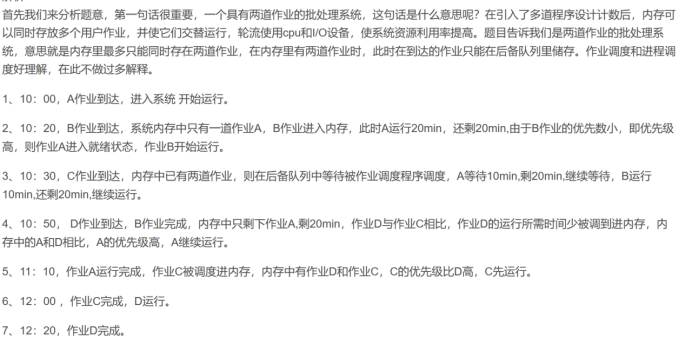 首先我们来分析题意，第一句话很重要，一个具有两道作业的批处理系统，这句话是什么意思呢？在引入了多道程序设计计数后，内存可
以同时存放多个用户作业，并使它们交替运行，轮流使用cpu和I/O设备，使系统资源利用率提高。题目告诉我们是两道作业的批处理系
统，意思就是内存里最多只能同时存在两道作业，在内存里有两道作业时，此时在到达的作业只能在后备队列里储存。作业调度和进程调
度好理解，在此不做过多解释。
1、10：00，A作业到达，进入系统 开始运行。
2、10：20，B作业到达，系统内存中只有一道作业A，B作业进入内存，此时A运行20min，还剩20min,由于B作业的优先数小，即优先级
高，则作业A进入就绪状态，作业B开始运行。
3、10：30，C作业到达，内存中已有两道作业，则在后备队列中等待被作业调度程序调度，A等待10min,剩20min,继续等待，B运行
10min,还剩20min,继续运行。
4、10：50， D作业到达，B作业完成，内存中只剩下作业A,剩20min，作业D与作业C相比，作业D的运行所需时间少被调到进内存，内
存中的A和D相比，A的优先级高，A继续运行。
5、11：10，作业A运行完成，作业C被调度进内存，内存中有作业D和作业C，C的优先级比D高，C先运行。
6、12：00 ，作业C完成，D运行。
7、12：20，作业D完成。